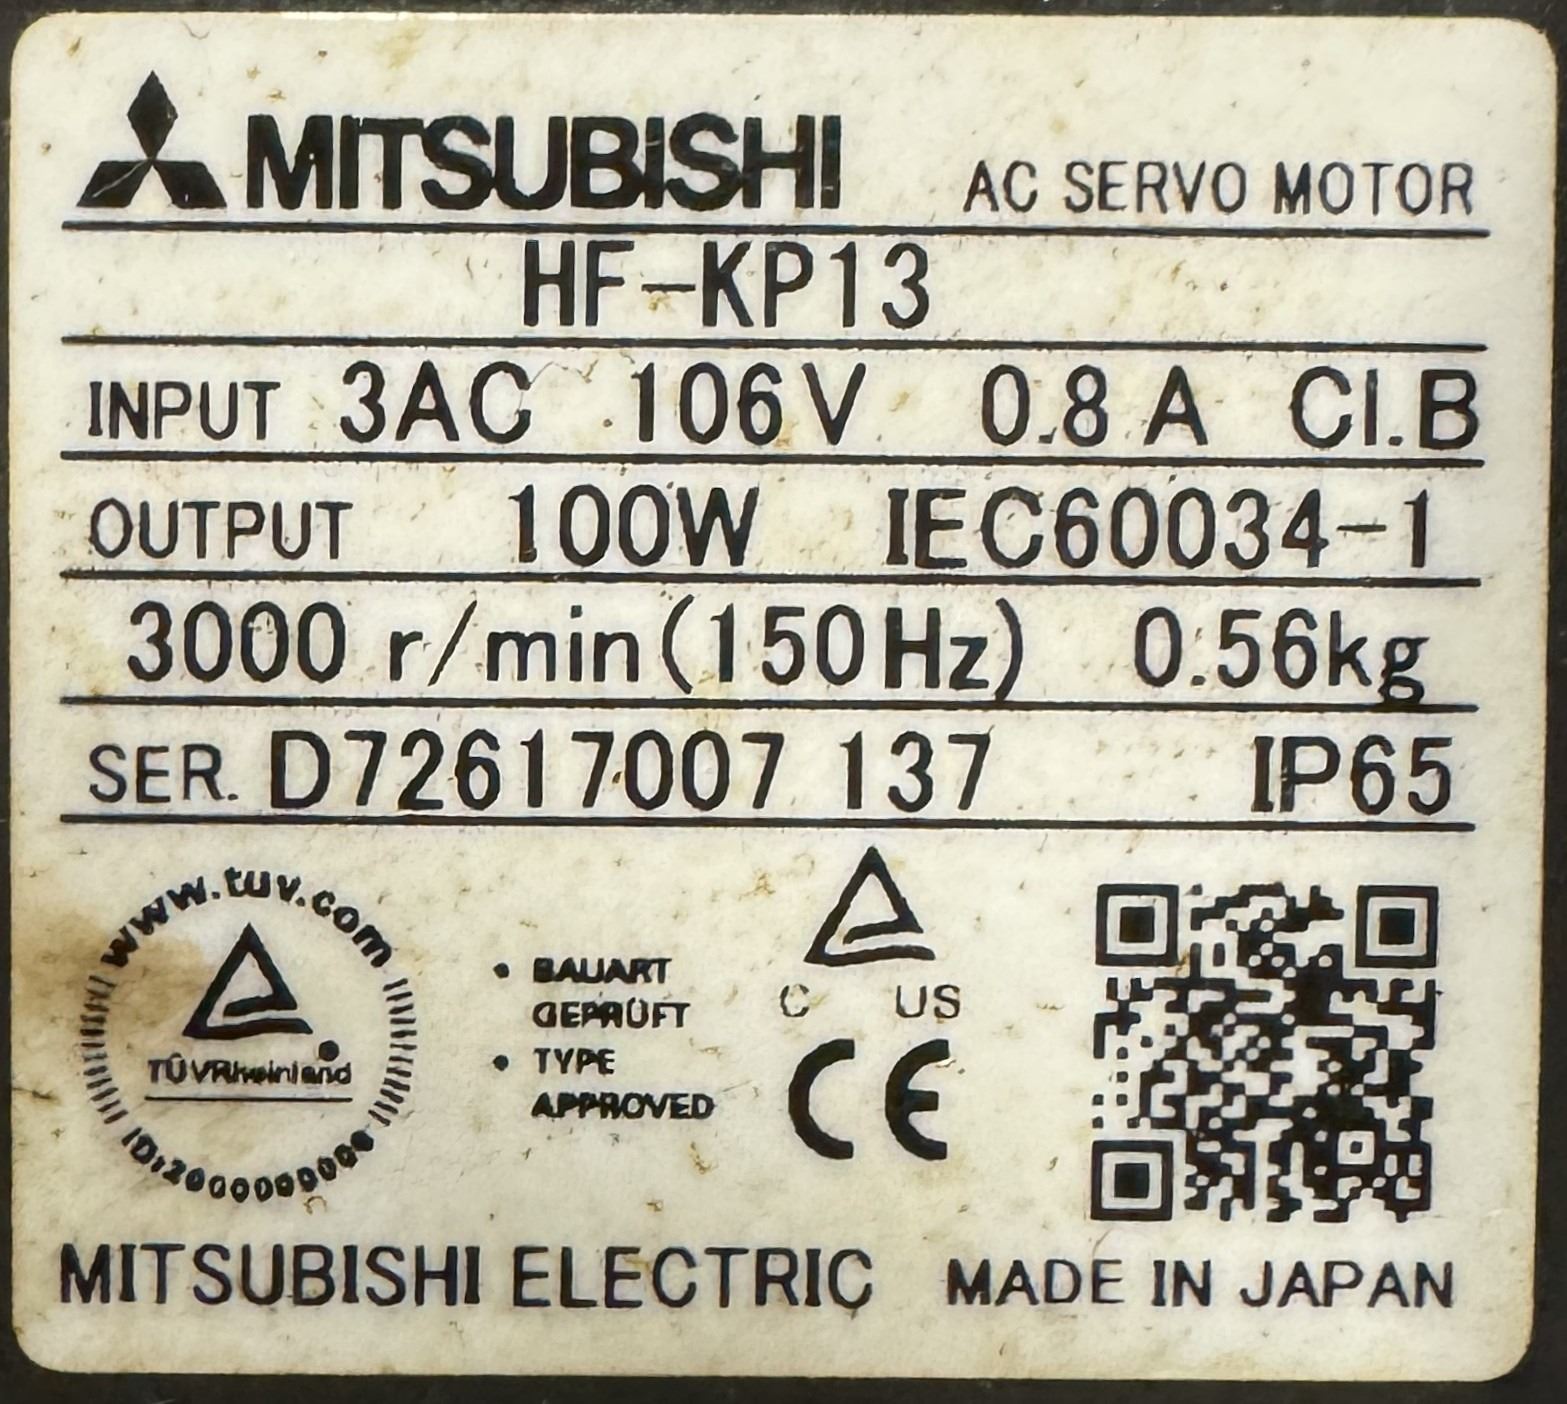 MITSUBISHI AC SERVO MOTOR
HF-KP13
INPUT 3AC 106V 0.8 A Cl.B
OUTPUT 100W IEC60034-1
3000 r/min(150Hz) 0.56kg
SER. D72617007 137 IP65
www.tuv.com
TÜVRheinland
ID:2000000000
• BAUART
GEPRÜFT
• TYPE
APPROVED
C US
CE
MITSUBISHI ELECTRIC MADE IN JAPAN